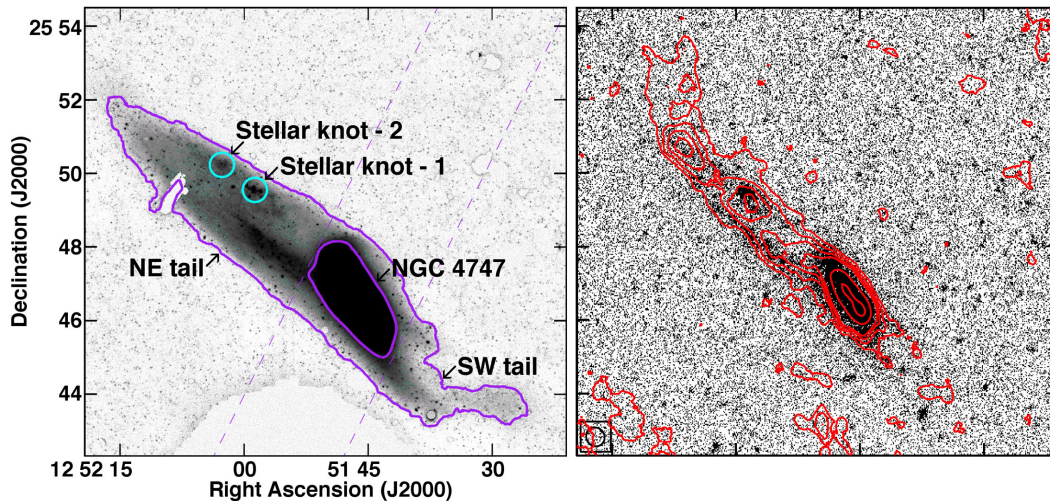 25 54
52
50
48
46
44
Declination (J2000)
Stellar knot - 2
Stellar knot - 1
NE tail
NGC 4747
SW tail
12 52 15
00
51 45
30
Right Ascension (J2000)